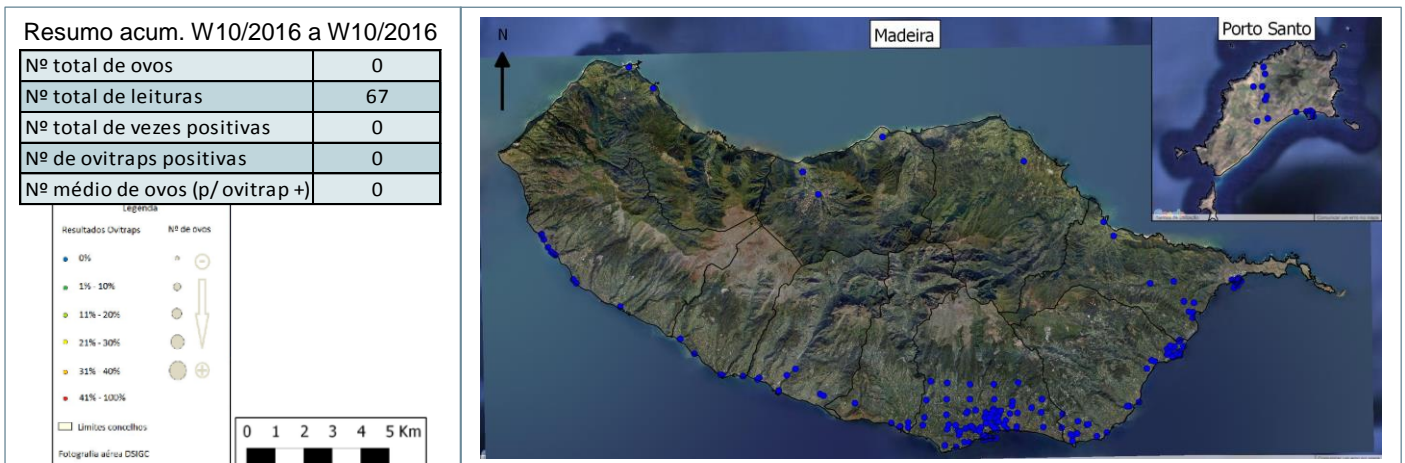 Resumo acum. W10/2016 a W10/2016
Nº total de ovos 0
Nº total de leituras 67
Nº total de vezes positivas 0
Nº de ovitraps positivas 0
Nº médio de ovos (p/ ovitrap +) 0
Legenda
Resultados Ovitraps Nº de ovos
0%
1% - 10%
11% - 20%
21% - 30%
31% - 40%
41% - 100%
Limites concelhos
Fotografia aérea DSIGC
0 1 2 3 4 5 Km
N
Madeira
Porto Santo